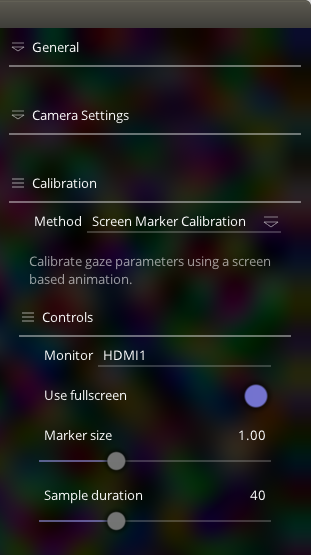 General
Camera Settings
Calibration
Method Screen Marker Calibration
Calibrate gaze parameters using a screen
based animation.
Controls
Monitor HDMI1
Use fullscreen
Marker size 1.00
Sample duration 40